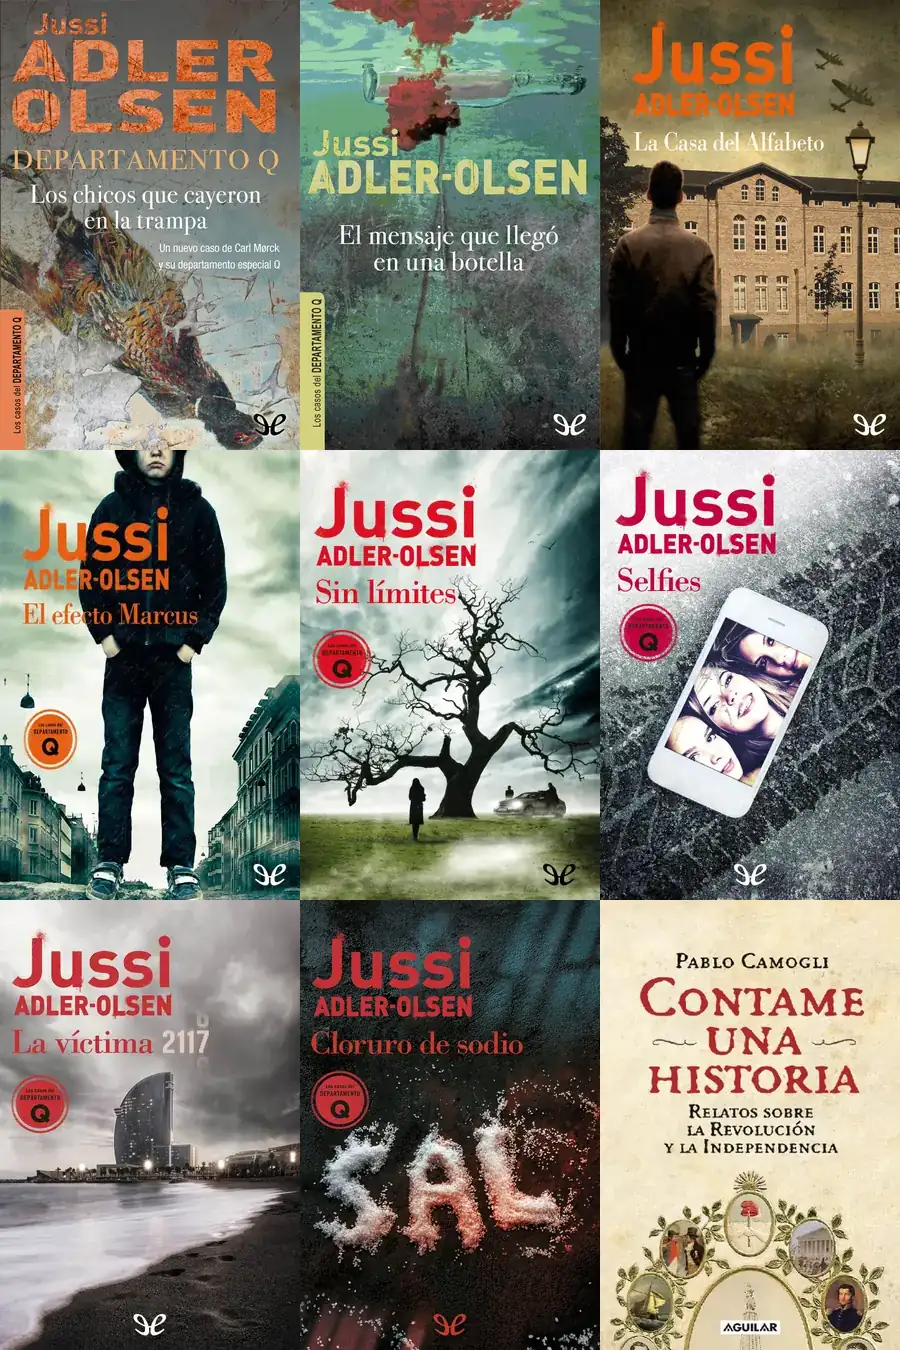 Jussi
ADLER
OLSEN
DEPARTAMENTO Q
Los chicos que cayeron
en la trampa
Un nuevo caso de Carl Mørck
y su departamento especial Q
Los casos del DEPARTAMENTO Q
Jussi
ADLER-OLSEN
El mensaje que llegó
en una botella
Los casos del DEPARTAMENTO Q
Jussi
ADLER-OLSEN
La Casa del Alfabeto
Jussi
ADLER-OLSEN
El efecto Marcus
Los casos del
DEPARTAMENTO
Q
Jussi
ADLER-OLSEN
Sin límites
Los casos del
DEPARTAMENTO
Q
Jussi
ADLER-OLSEN
Selfies
Los casos del
DEPARTAMENTO
Q
Jussi
ADLER-OLSEN
La víctima 2117
Los casos del
DEPARTAMENTO
Q
Jussi
ADLER-OLSEN
Cloruro de sodio
Los casos del
DEPARTAMENTO
Q
SAL
PABLO CAMOGLI
CONTAME
UNA
HISTORIA
RELATOS SOBRE
LA REVOLUCIÓN
Y LA INDEPENDENCIA
AGUILAR